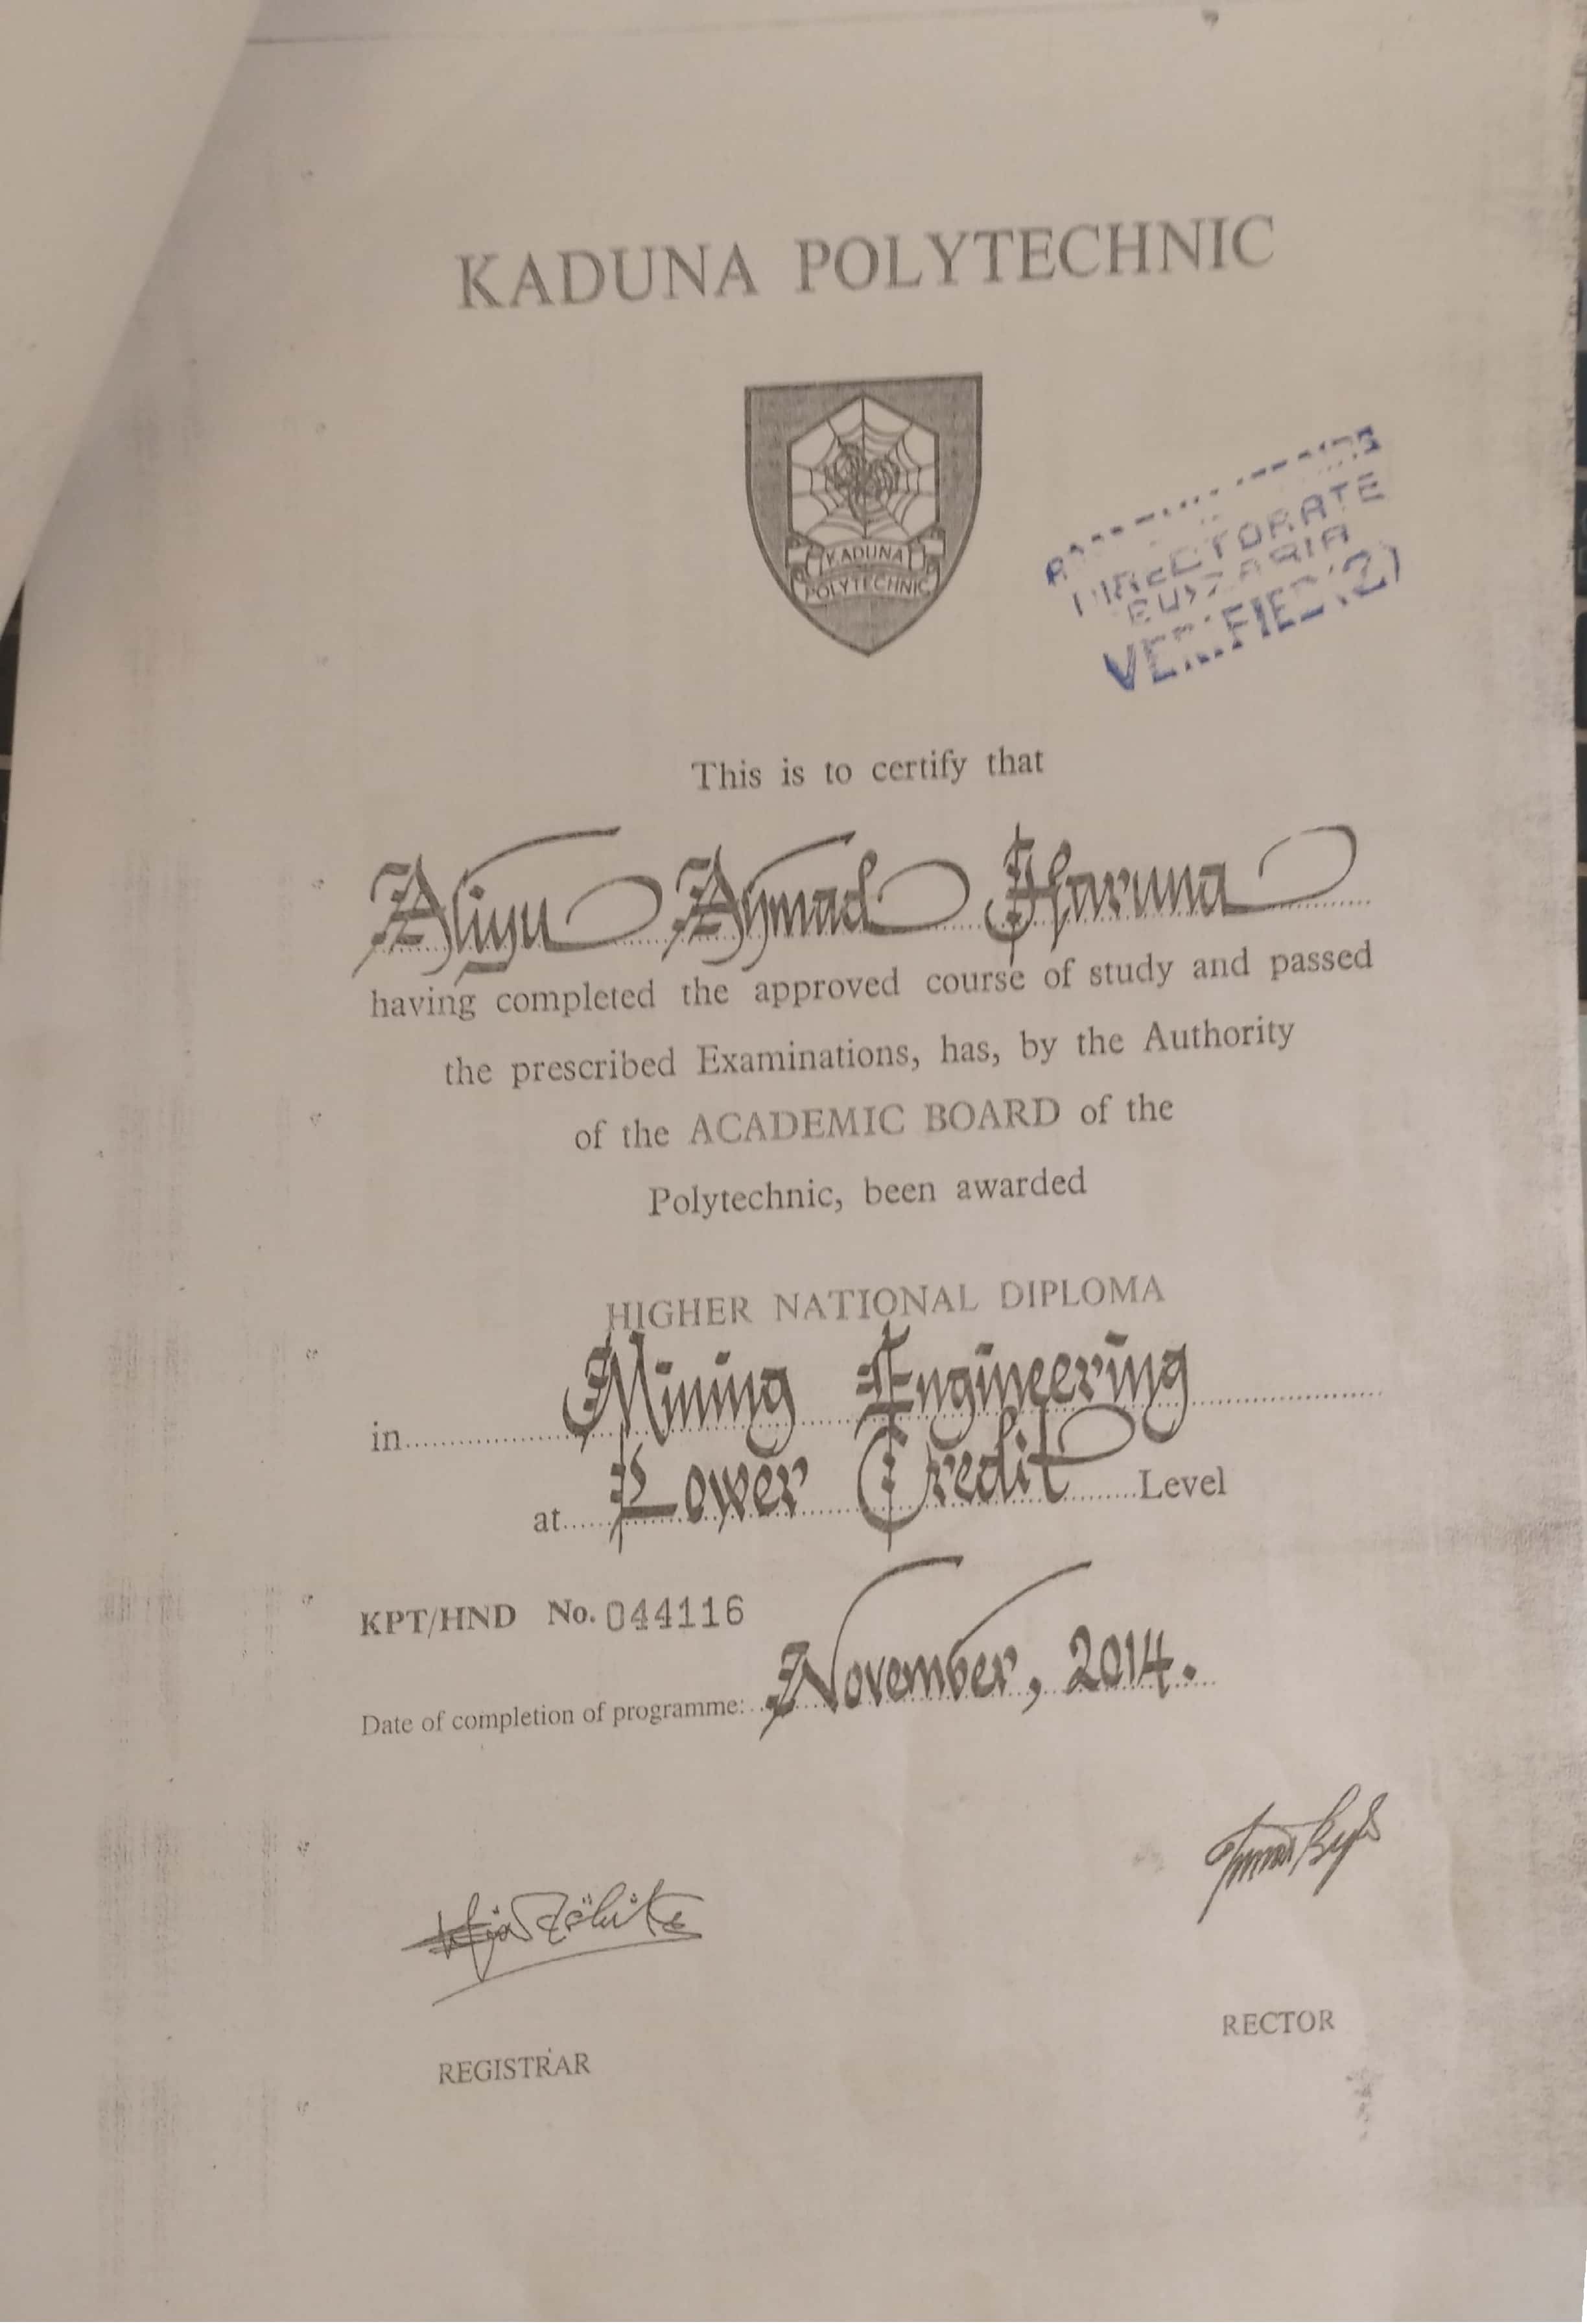 KADUNA POLYTECHNIC
KADUNA
POLYTECHNIC
DIRECTORATE
VERIFIED (2)
This is to certify that
Aliyu Ahmad Haruna
having completed the approved course of study and passed
the prescribed Examinations, has, by the Authority
of the ACADEMIC BOARD of the
Polytechnic, been awarded
HIGHER NATIONAL DIPLOMA
in Mining Engineering
at Lower Credit Level
KPT/HND No. 044116
Date of completion of programme: November, 2014.
REGISTRAR
RECTOR